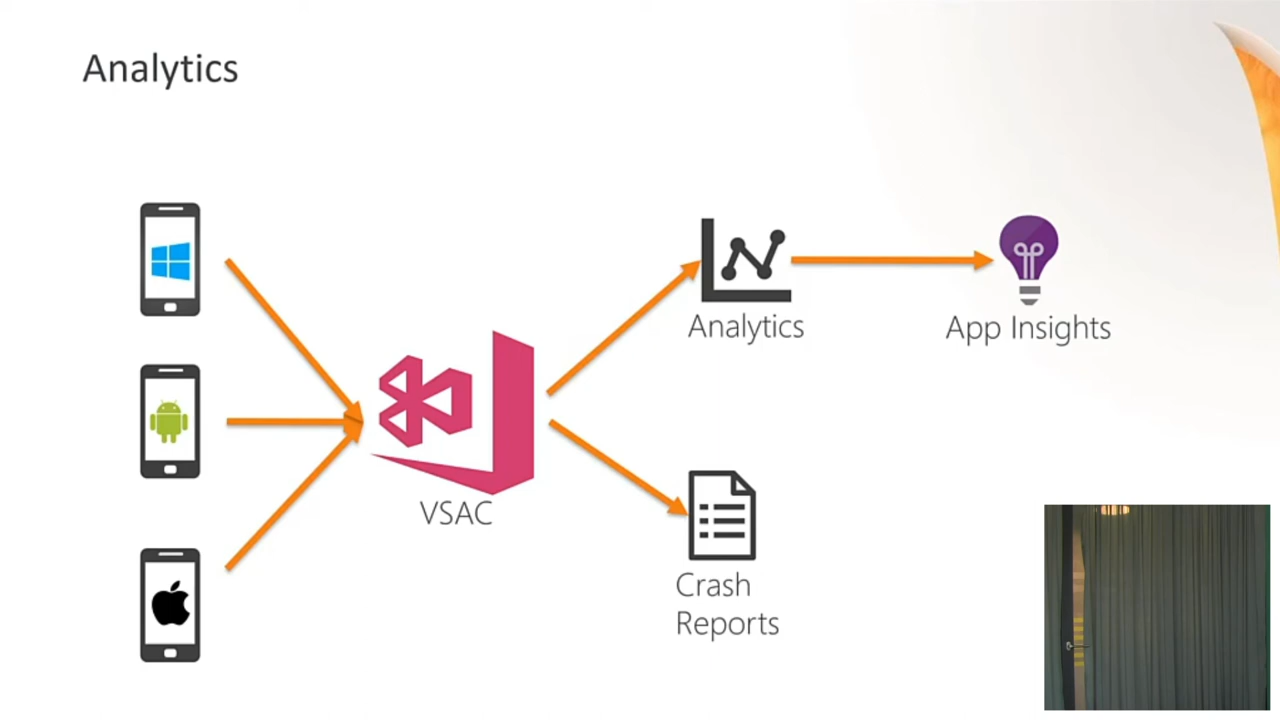 Analytics
Analytics
App Insights
VSAC
Crash
Reports